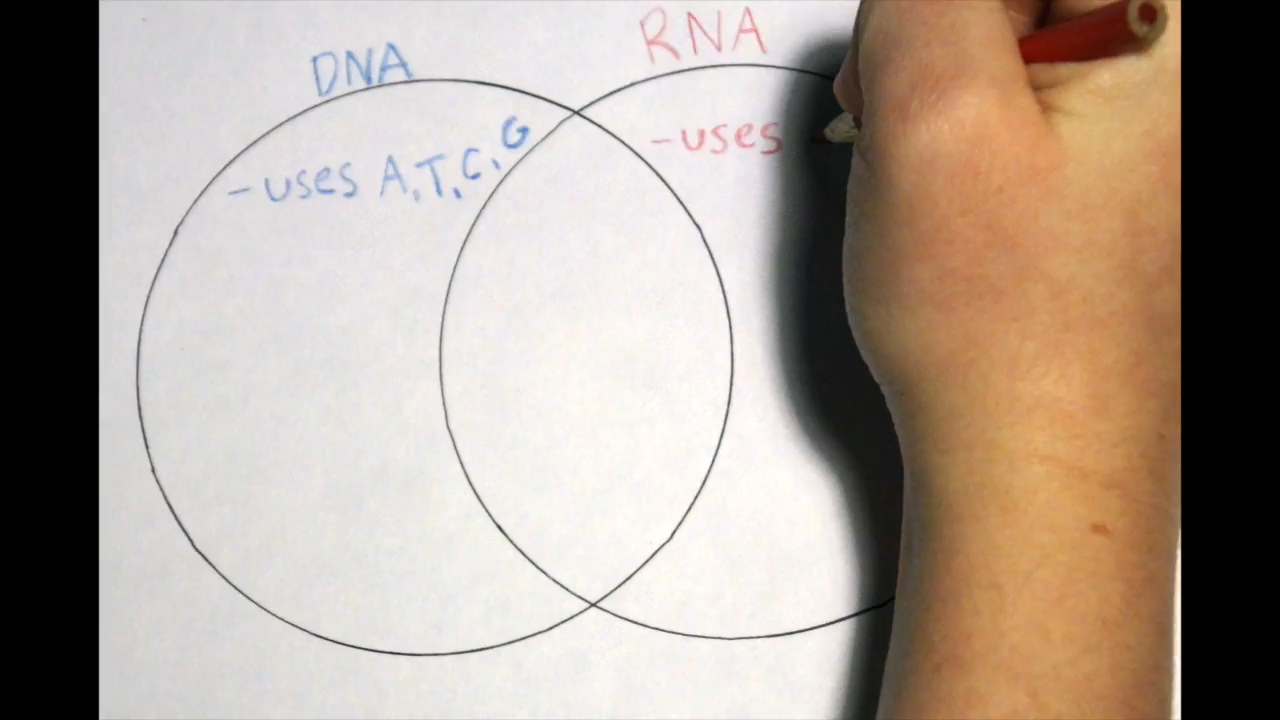 DNA
RNA
- uses A, T, C, G
- uses